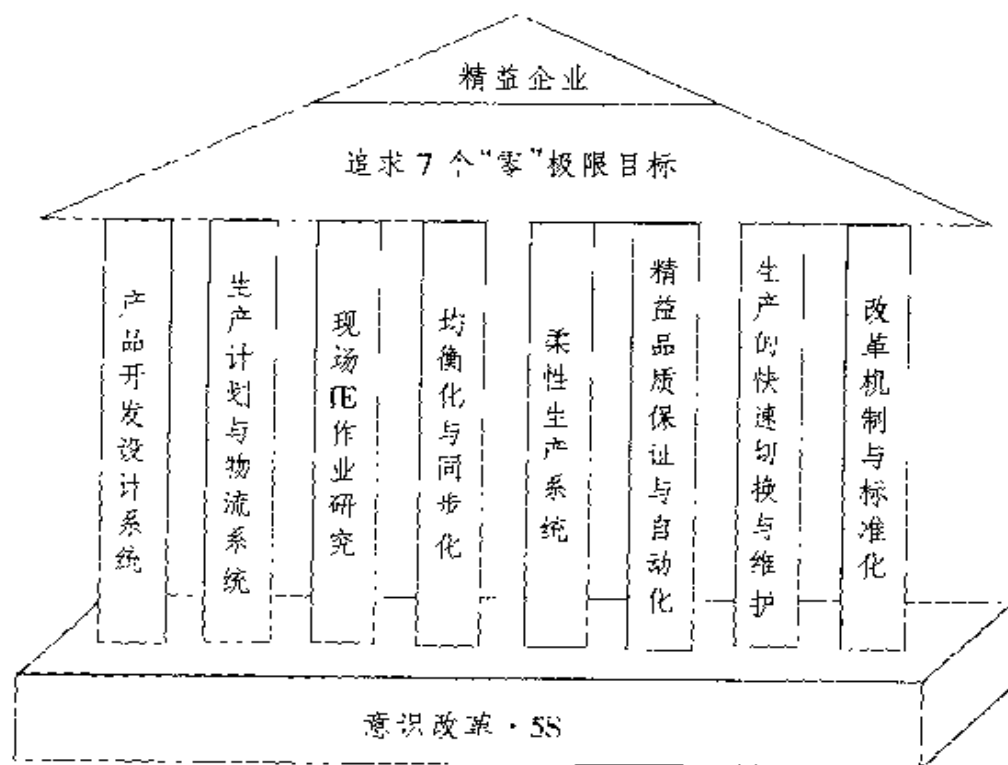 精益企业
追求7个“零”极限目标
产品开发设计系统
生产计划与物流系统
现场IE作业研究
均衡化与同步化
柔性生产系统
精益品质保证与自动化
生产的快速切换与维护
改革机制与标准化
意识改革·5S